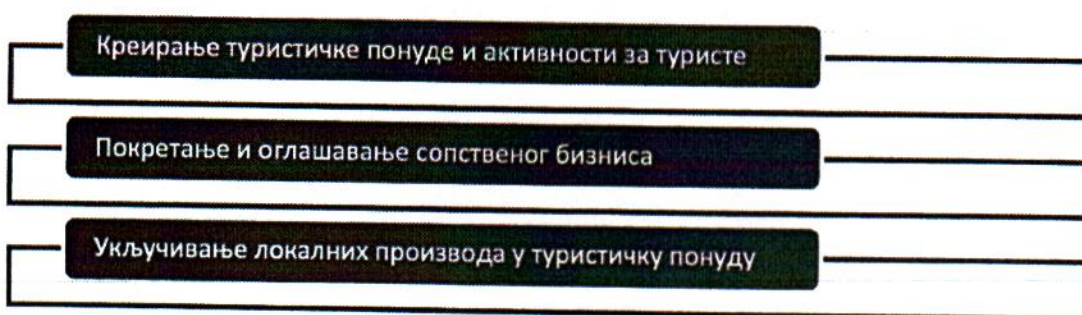 Креирање туристичке понуде и активности за туристе
Покретање и оглашавање сопственог бизниса
Укључивање локалних производа у туристичку понуду